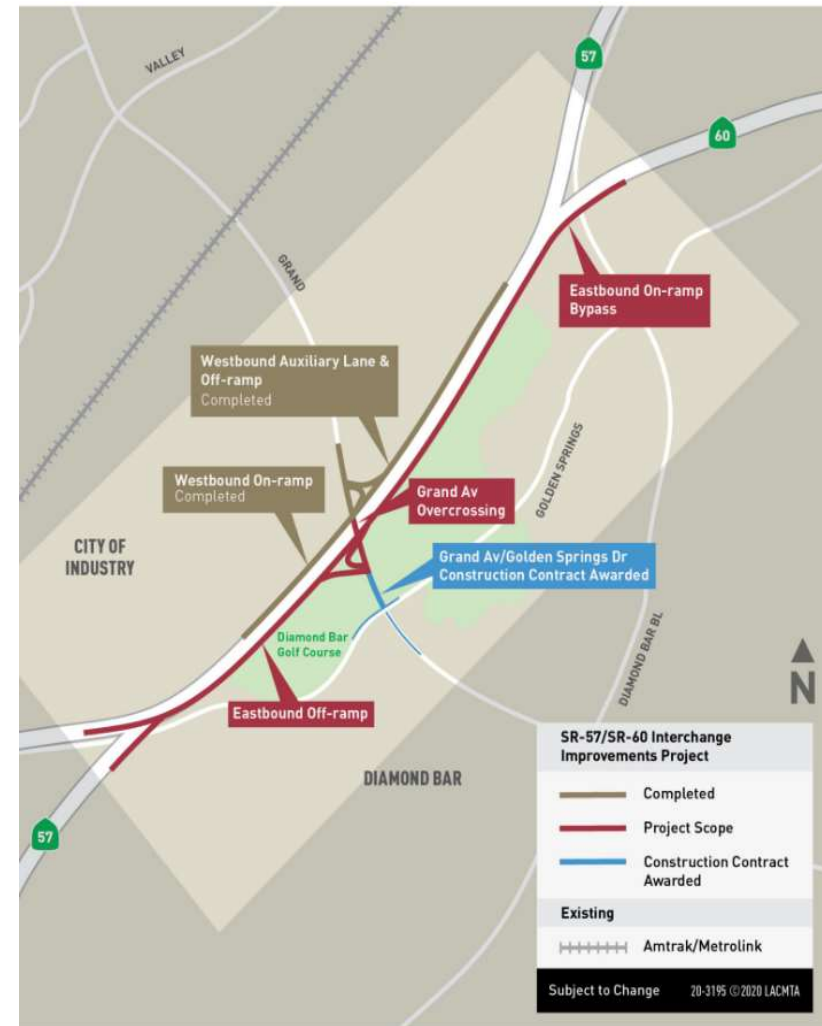 57
VALLEY
60
GRAND
Eastbound On-ramp
Bypass
Westbound Auxiliary Lane &
Off-ramp
Completed
GOLDEN SPRINGS
Westbound On-ramp
Completed
Grand Av
Overcrossing
CITY OF
INDUSTRY
Grand Av/Golden Springs Dr
Construction Contract Awarded
Diamond Bar
Golf Course
DIAMOND BAR BL
N
Eastbound Off-ramp
DIAMOND BAR
57
SR-57/SR-60 Interchange
Improvements Project
Completed
Project Scope
Construction Contract
Awarded
Existing
Amtrak/Metrolink
Subject to Change 20-3195 ©2020 LACMTA